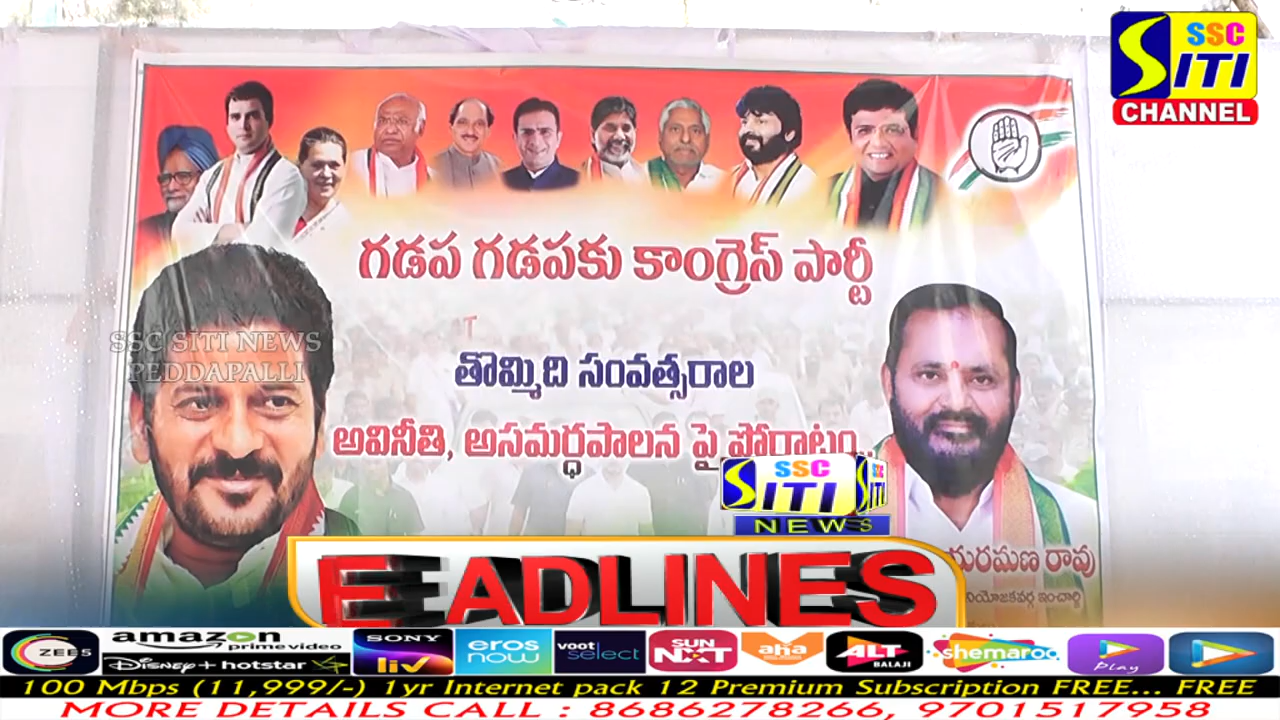 SSC
SITI
CHANNEL
గడప గడపకు కాంగ్రెస్ పార్టీ
SSC SITI NEWS
PEDDAPALLI
తొమ్మిది సంవత్సరాల
అవినీతి, అసమర్ధపాలన పై పోరాటం..
SSC
SITI
SSC
SITI
NEWS
రమణ రావు
నియోజకవర్గ ఇంచార్జి
EADLINES
ZEE5
amazon
prime video
Disney+ hotstar
SONY
liv
eros
now
voot
select
SUN
NXT
aha
ALT
BALAJI
shemaroo
Play
100 Mbps (11,999/-) 1yr Internet pack 12 Premium Subscription FREE... FREE
MORE DETAILS CALL : 8686278266, 9701517958